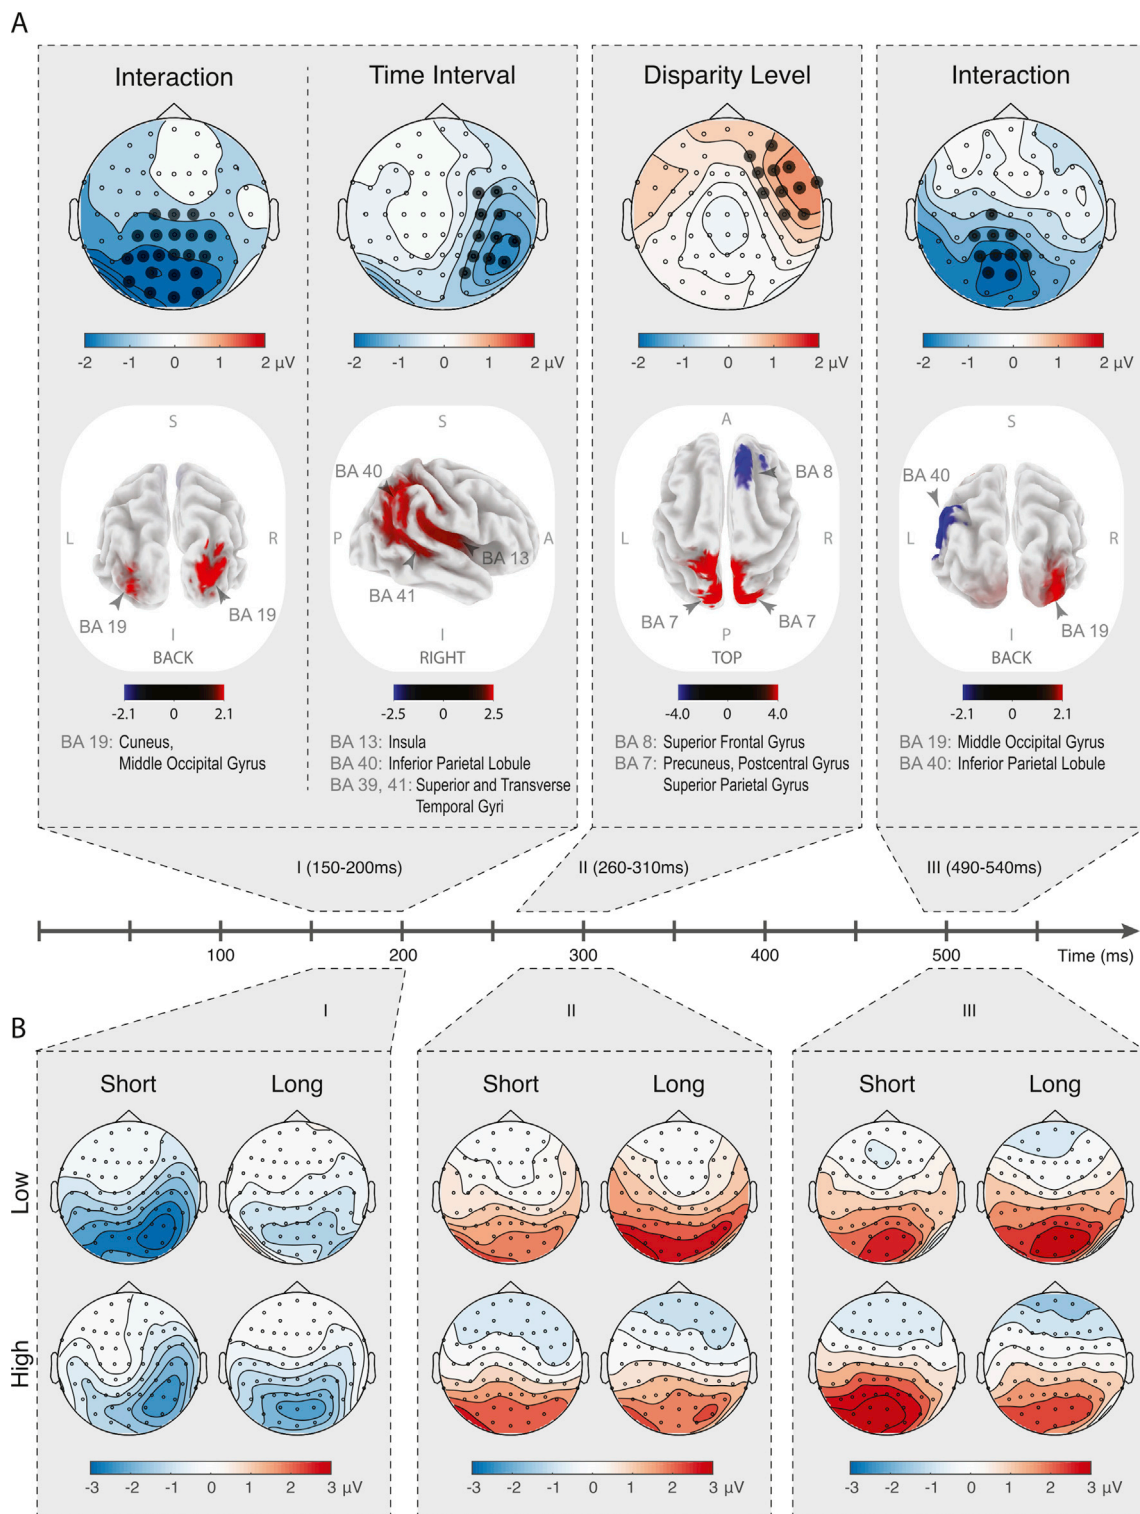 A
Interaction
Time Interval
Disparity Level
Interaction
-2 -1 0 1 2 µV
-2 -1 0 1 2 µV
-2 -1 0 1 2 µV
-2 -1 0 1 2 µV
S
L
R
BA 19
BA 19
I
BACK
S
BA 40
P
A
BA 13
BA 41
I
RIGHT
A
BA 8
L
R
BA 7
BA 7
P
TOP
S
BA 40
L
R
BA 19
I
BACK
-2.1 0 2.1
-2.5 0 2.5
-4.0 0 4.0
-2.1 0 2.1
BA 19: Cuneus,
Middle Occipital Gyrus
BA 13: Insula
BA 40: Inferior Parietal Lobule
BA 39, 41: Superior and Transverse
Temporal Gyri
BA 8: Superior Frontal Gyrus
BA 7: Precuneus, Postcentral Gyrus
Superior Parietal Gyrus
BA 19: Middle Occipital Gyrus
BA 40: Inferior Parietal Lobule
I (150-200ms)
II (260-310ms)
III (490-540ms)
100 200 300 400 500 Time (ms)
B
I
II
III
Short Long
Short Long
Short Long
Low
High
-3 -2 -1 0 1 2 3 µV
-3 -2 -1 0 1 2 3 µV
-3 -2 -1 0 1 2 3 µV